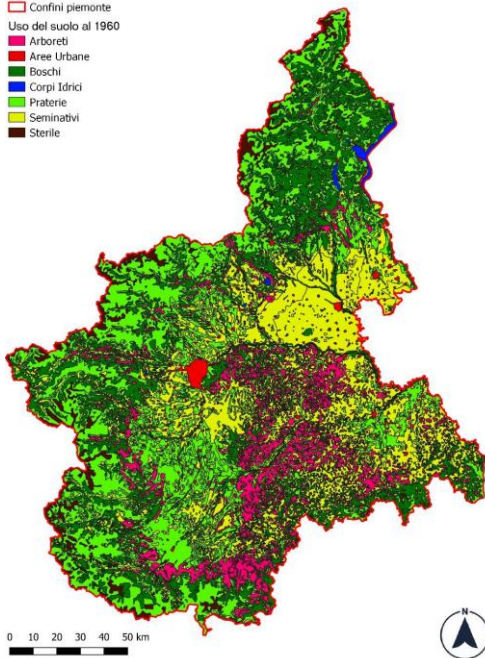 Confini piemonte
Uso del suolo al 1960
Arboreti
Aree Urbane
Boschi
Corpi Idrici
Praterie
Seminativi
Sterile
0 10 20 30 40 50 km
N